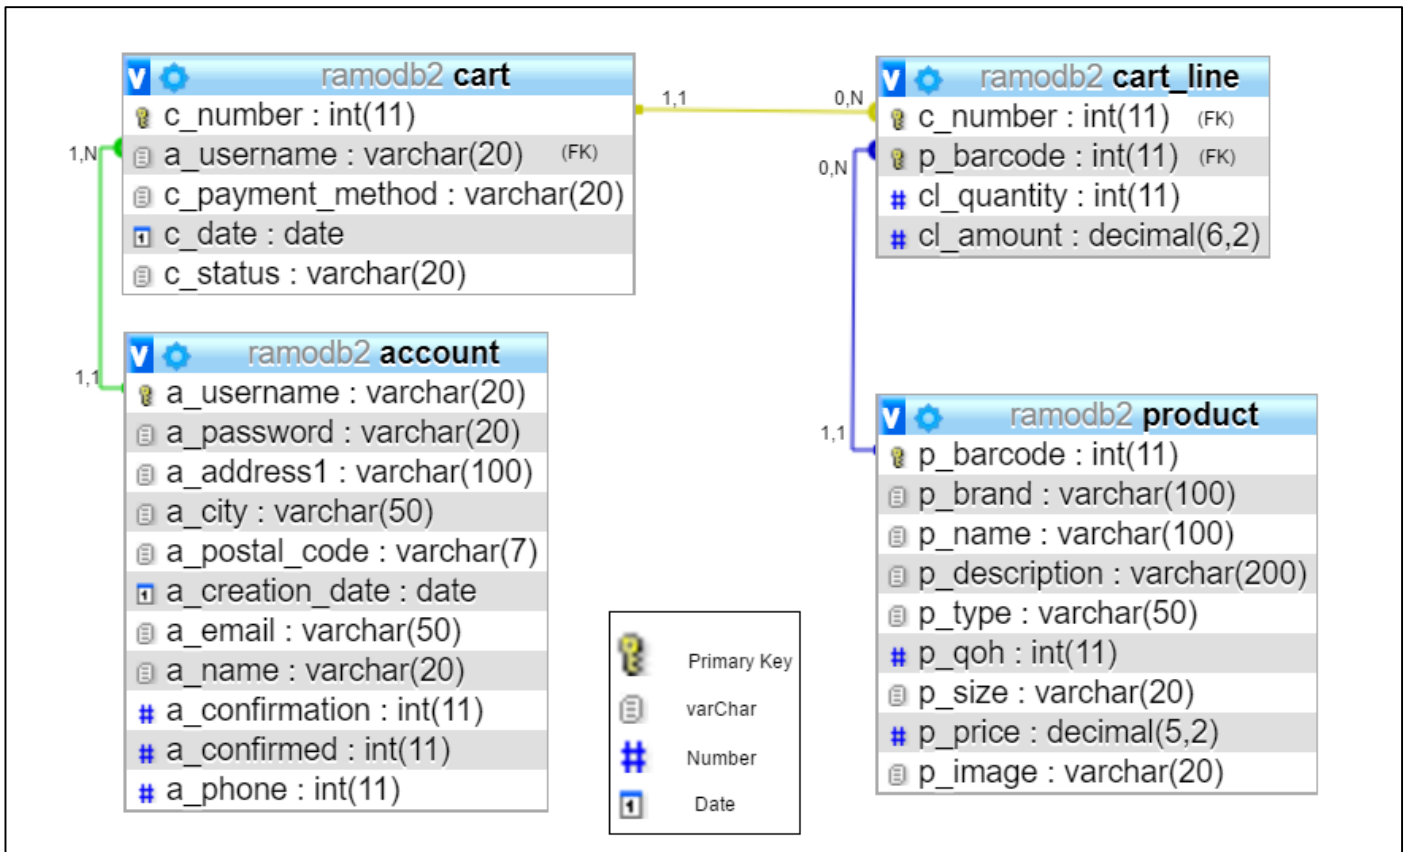 ramodb2 cart
c_number : int(11)
a_username : varchar(20) (FK)
c_payment_method : varchar(20)
c_date : date
c_status : varchar(20)
1,1
0,N
ramodb2 cart_line
c_number : int(11) (FK)
p_barcode : int(11) (FK)
cl_quantity : int(11)
cl_amount : decimal(6,2)
1,N
1,1
0,N
1,1
ramodb2 account
a_username : varchar(20)
a_password : varchar(20)
a_address1 : varchar(100)
a_city : varchar(50)
a_postal_code : varchar(7)
a_creation_date : date
a_email : varchar(50)
a_name : varchar(20)
a_confirmation : int(11)
a_confirmed : int(11)
a_phone : int(11)
ramodb2 product
p_barcode : int(11)
p_brand : varchar(100)
p_name : varchar(100)
p_description : varchar(200)
p_type : varchar(50)
p_qoh : int(11)
p_size : varchar(20)
p_price : decimal(5,2)
p_image : varchar(20)
Primary Key
varChar
Number
Date